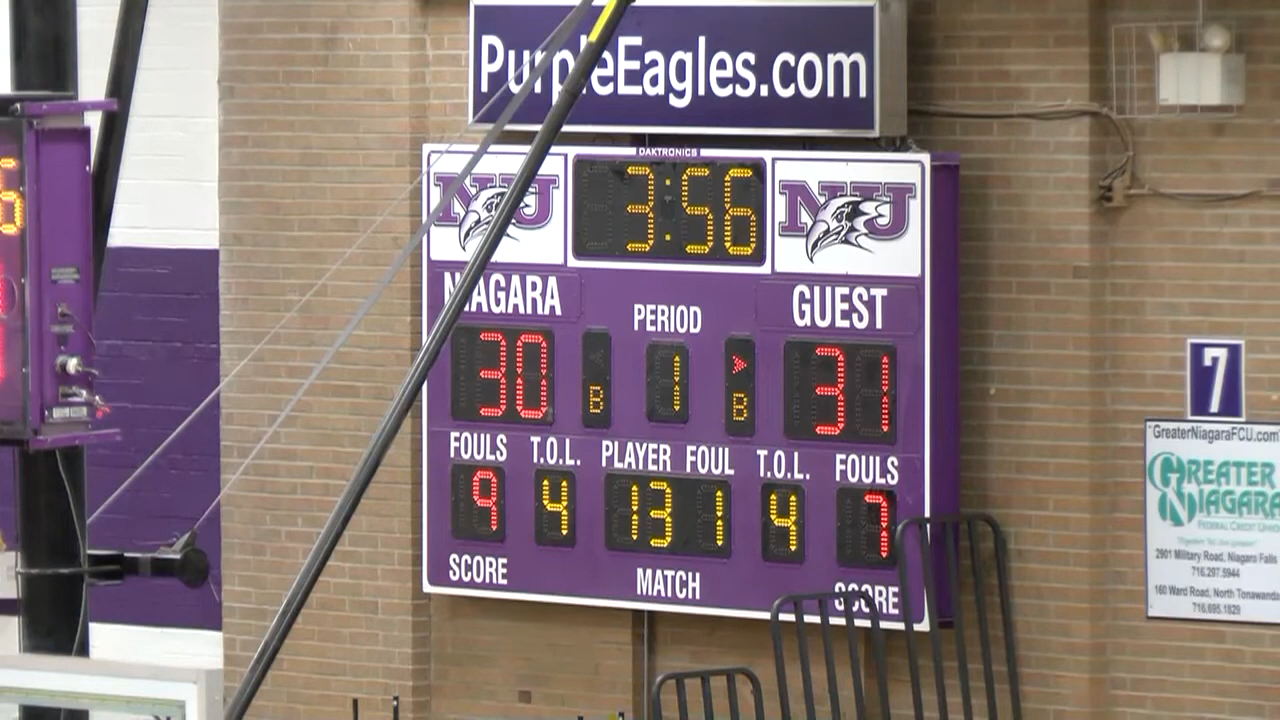 PurpleEagles.com
DAKTRONICS
NU 3:56 NU
NIAGARA PERIOD GUEST
30 B 1 B 31
FOULS T.O.L. PLAYER FOUL T.O.L. FOULS
9 4 13 1 4 7
SCORE MATCH SCORE
7
GreaterNiagaraFCU.com
GREATER
NIAGARA
FEDERAL CREDIT
2901 Military Road, Niagara Falls
716.297.5944
160 Ward Road, North Tonawanda
716.695.1829